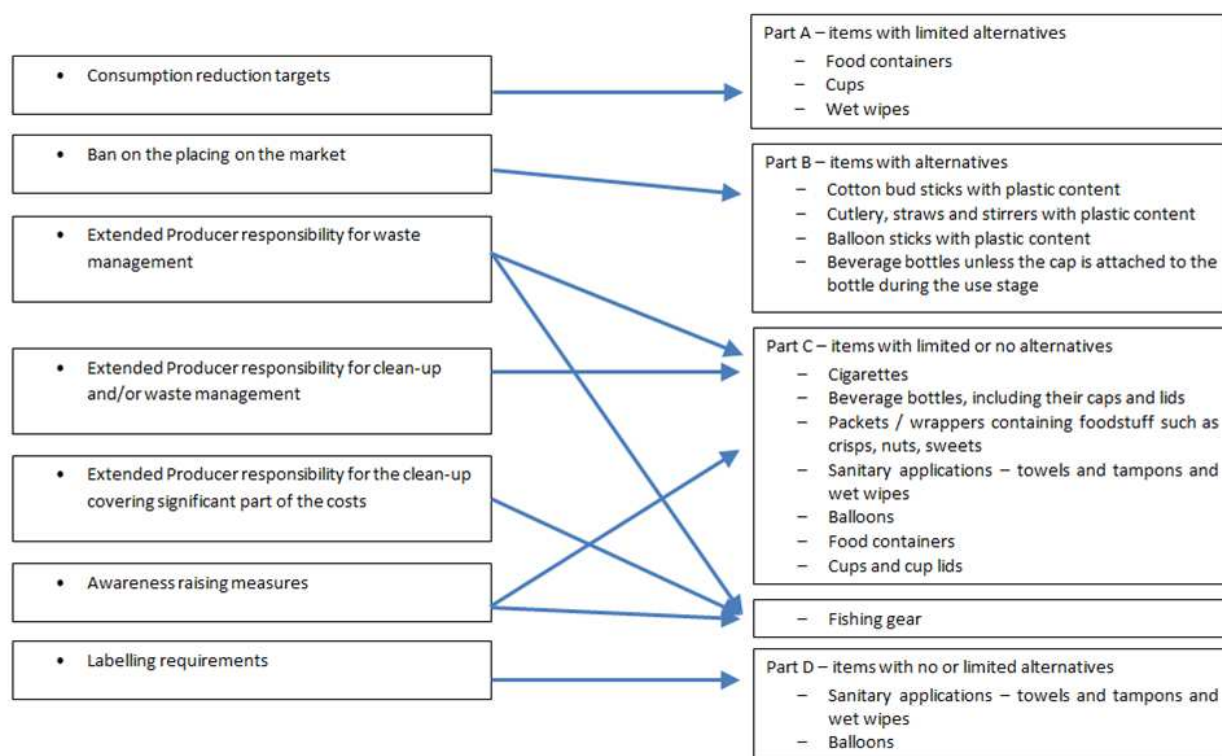 • Consumption reduction targets
• Ban on the placing on the market
• Extended Producer responsibility for waste
management
• Extended Producer responsibility for clean-up
and/or waste management
• Extended Producer responsibility for the clean-up
covering significant part of the costs
• Awareness raising measures
• Labelling requirements
Part A – items with limited alternatives
– Food containers
– Cups
– Wet wipes
Part B – items with alternatives
– Cotton bud sticks with plastic content
– Cutlery, straws and stirrers with plastic content
– Balloon sticks with plastic content
– Beverage bottles unless the cap is attached to the
bottle during the use stage
Part C – items with limited or no alternatives
– Cigarettes
– Beverage bottles, including their caps and lids
– Packets / wrappers containing foodstuff such as
crisps, nuts, sweets
– Sanitary applications – towels and tampons and
wet wipes
– Balloons
– Food containers
– Cups and cup lids
– Fishing gear
Part D – items with no or limited alternatives
– Sanitary applications – towels and tampons and
wet wipes
– Balloons